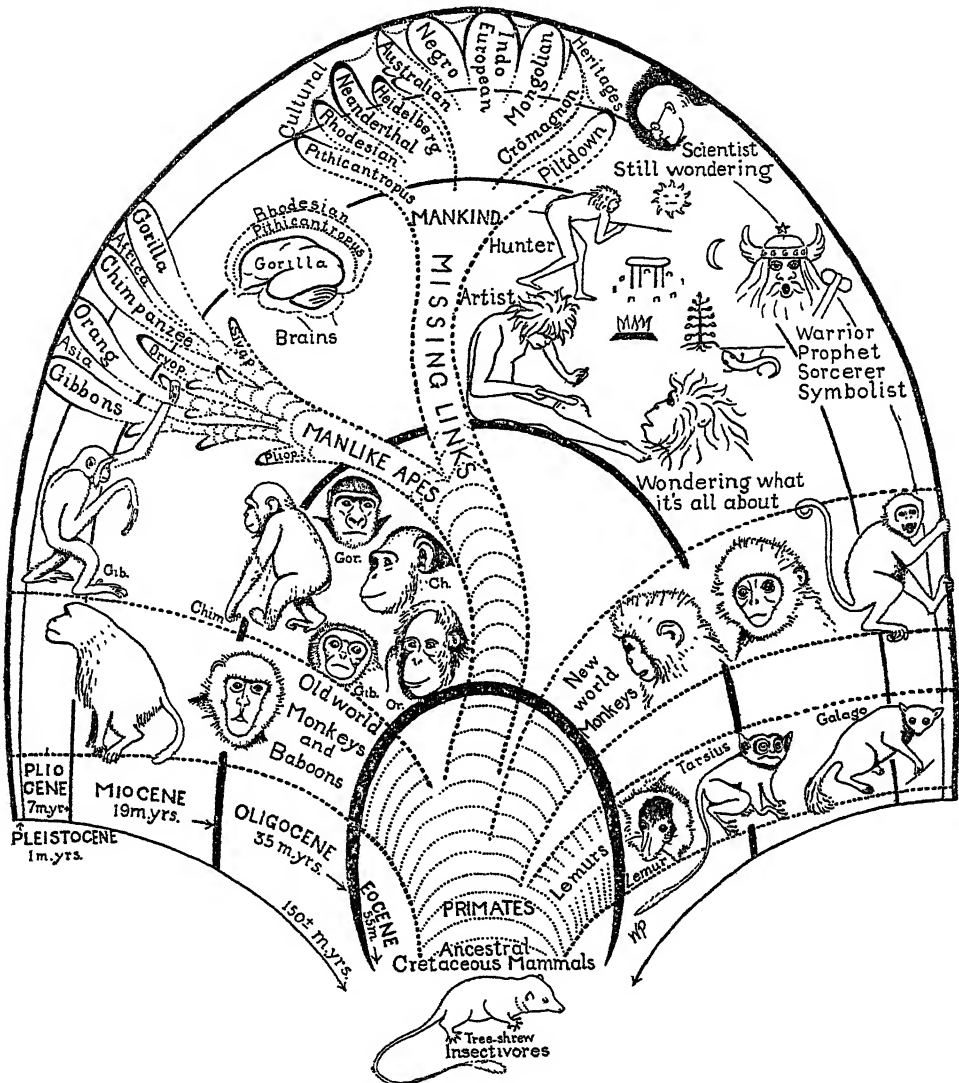 Cultural
Heritages
Pithicantropus
Rhodesian
Neanderthal
Heidelberg
Australian
Negro
Indo
European
Mongolian
Cromagnon
Piltdown
Scientist
Still wondering
MANKIND
Hunter
Artist
Warrior
Prophet
Sorcerer
Symbolist
Wondering what
it's all about
Rhodesian
Pithicantropus
Gorilla
Brains
MISSING LINKS
Gorilla
Africa
Chimpanzee
Orang
Asia
Gibbons
Sivap
Dryop.
Pliop.
MANLIKE APES
Gib.
Chim
Gor.
Ch.
Gib.
Or
Old world
Monkeys
and
Baboons
New
world
Monkeys
Tarsius
Galago
Lemur
Lemurs
PLIO
CENE
7m.yr.
MIOCENE
19m.yrs.
OLIGOCENE
35 m.yrs.
EOCENE
55m.
PLEISTOCENE
1m.yrs.
150± m.yrs.
PRIMATES
Ancestral
Cretaceous Mammals
WP
Tree-shrew
Insectivores